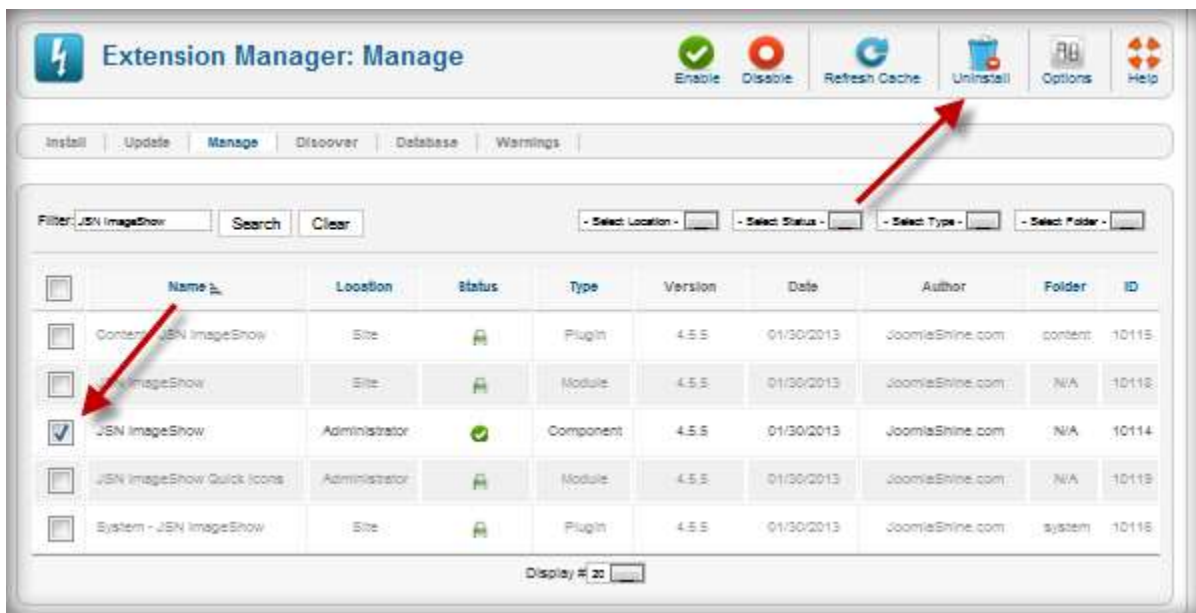 Extension Manager: Manage
Enable Disable Refresh Cache Uninstall Options Help
Install Update Manage Discover Database Warnings
Filter: JSN ImageShow Search Clear - Select Location - - Select Status - - Select Type - - Select Folder -
Name Location Status Type Version Date Author Folder ID
Content JSN ImageShow Site Plugin 4.5.5 01/30/2013 JoomlaShine.com content 10115
ImageShow Site Module 4.5.5 01/30/2013 JoomlaShine.com N/A
JSN ImageShow Administrator Component 4.5.5 01/30/2013 JoomlaShine.com N/A 10114
JSN ImageShow Quick Icons Administrator Module 4.5.5 01/30/2013 JoomlaShine.com N/A
System - JSN ImageShow Site Plugin 4.5.5 01/30/2013 JoomlaShine.com system 10116
Display # 20